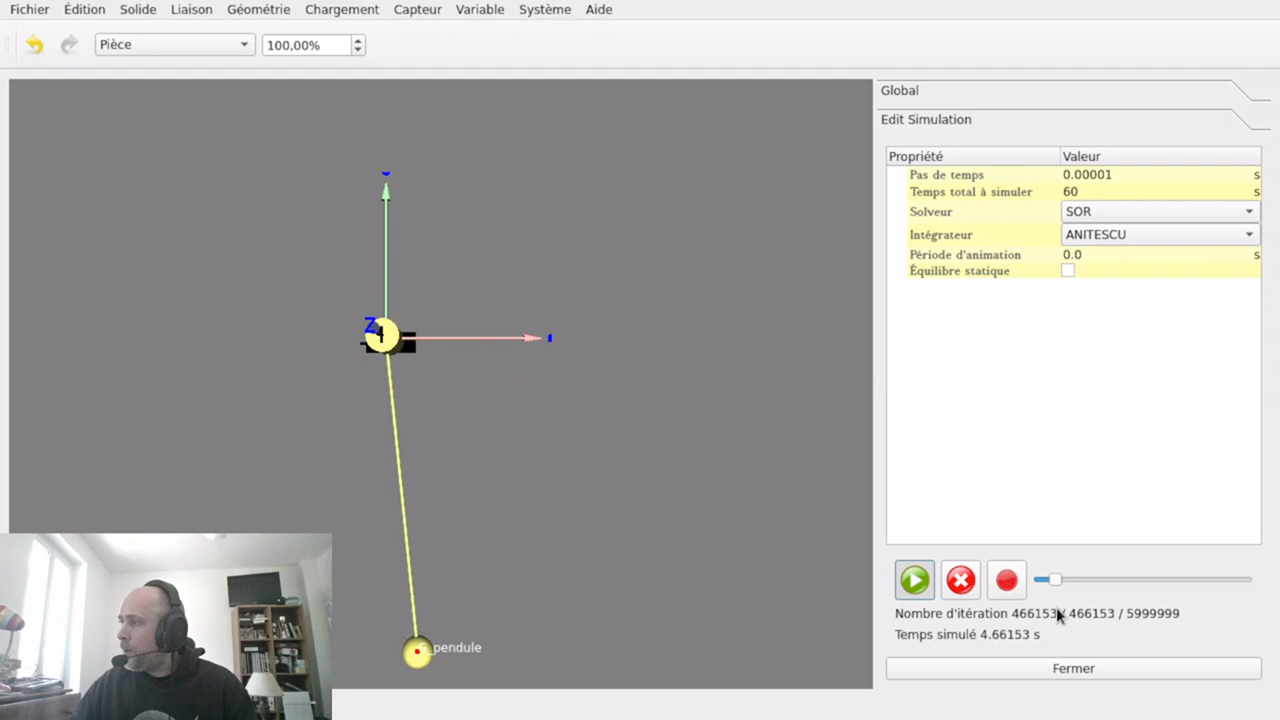 Fichier Édition Solide Liaison Géométrie Chargement Capteur Variable Système Aide
Pièce 100,00%
Global
Edit Simulation
Propriété Valeur
Pas de temps 0.00001 s
Temps total à simuler 60 s
Solveur SOR
Intégrateur ANITESCU
Période d'animation 0.0 s
Équilibre statique
Z
pendule
Nombre d'itération 466153 / 466153 / 5999999
Temps simulé 4.66153 s
Fermer